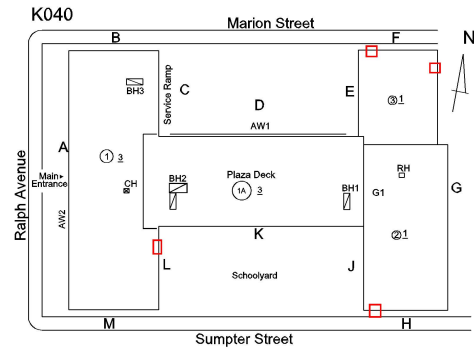 K040
Marion Street
N
B
F
BH3
Service Ramp
C
D
E
③ 1
AW1
A
① 3
Main
Entrance
CH
Plaza Deck
BH2
1A 3
BH1
RH
G1
G
AW2
Ralph Avenue
K
② 1
L
J
Schoolyard
M
H
Sumpter Street